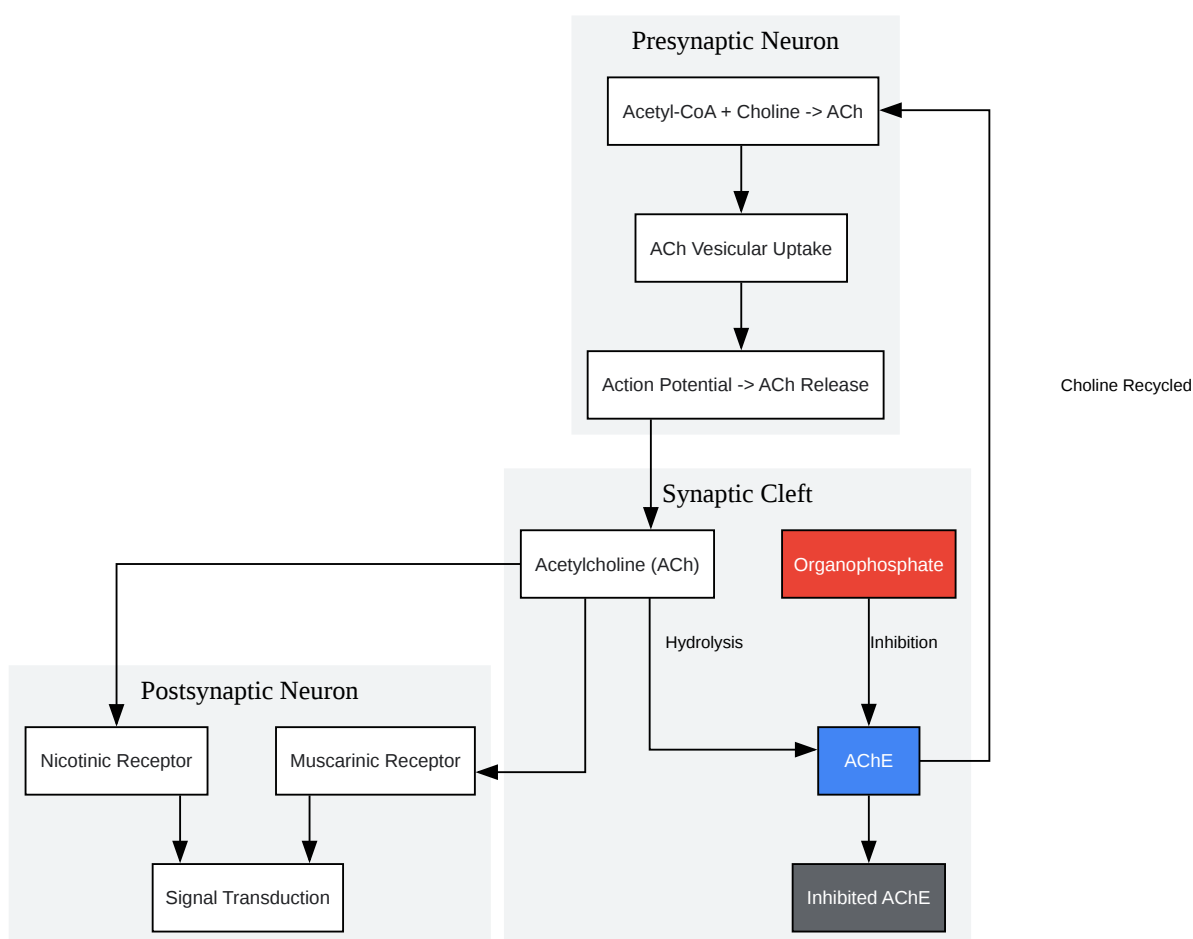 Presynaptic Neuron
Acetyl-CoA + Choline -> ACh
ACh Vesicular Uptake
Action Potential -> ACh Release
Choline Recycled
Synaptic Cleft
Acetylcholine (ACh)
Organophosphate
Hydrolysis
Inhibition
Postsynaptic Neuron
Nicotinic Receptor
Muscarinic Receptor
AChE
Signal Transduction
Inhibited AChE